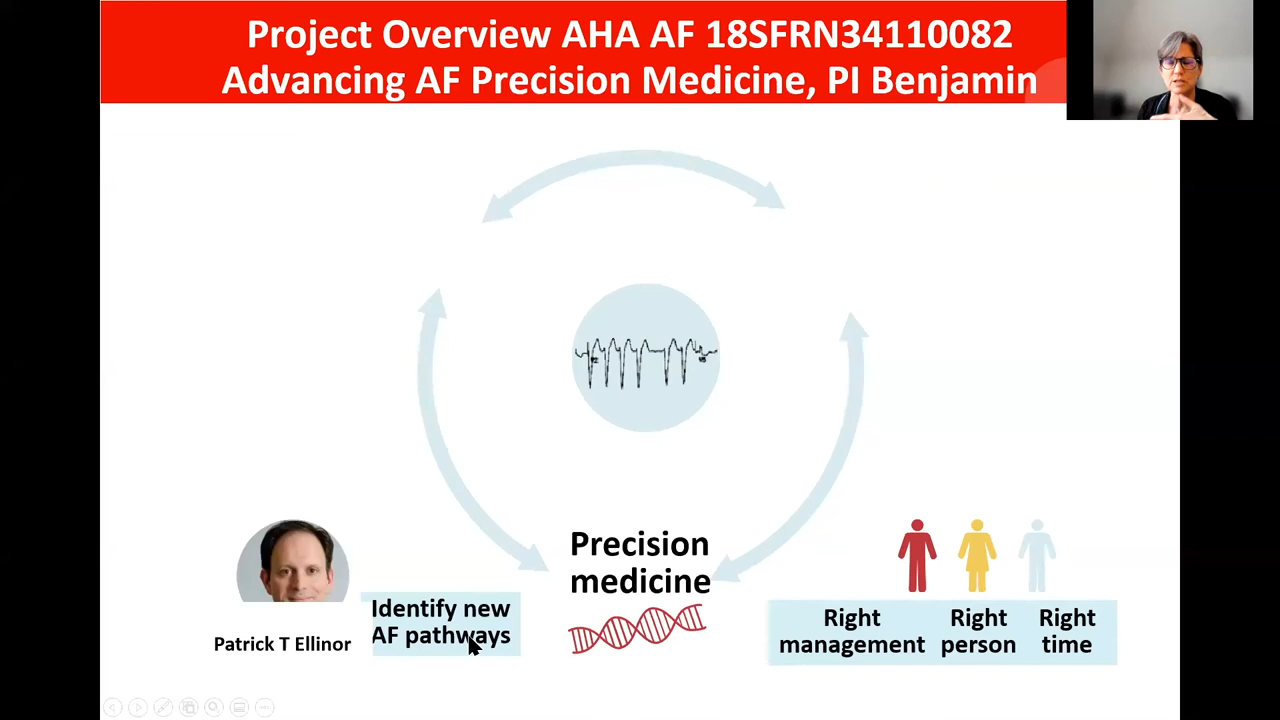 Project Overview AHA AF 18SFRN34110082
Advancing AF Precision Medicine, PI Benjamin
Precision
medicine
Patrick T Ellinor
Identify new
AF pathways
Right
management
Right
person
Right
time